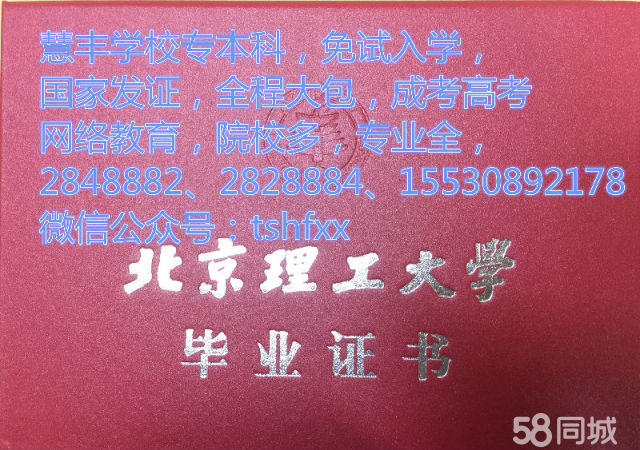 慧丰学校专本科，免试入学，
国家发证，全程大包，成考高考
网络教育，院校多，专业全，
2848882、2828884、15530892178
微信公众号：tshfxx
北京理工大学
毕业证书
58同城